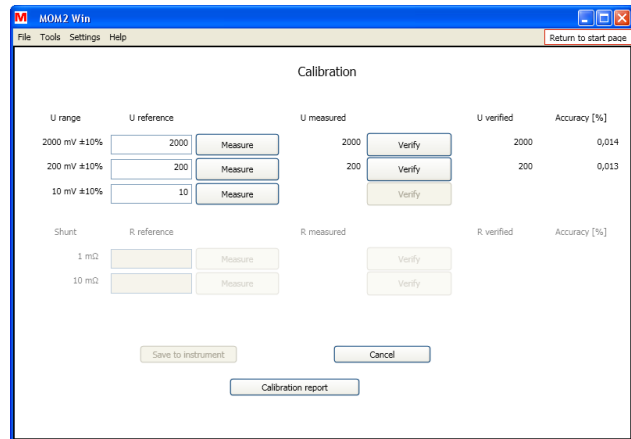 M MOM2 Win
File Tools Settings Help Return to start page
Calibration
U range U reference U measured U verified Accuracy [%]
2000 mV ±10% 2000 Measure 2000 Verify 2000 0,014
200 mV ±10% 200 Measure 200 Verify 200 0,013
10 mV ±10% 10 Measure Verify
Shunt R reference R measured R verified Accuracy [%]
1 mΩ Measure Verify
10 mΩ Measure Verify
Save to instrument Cancel
Calibration report